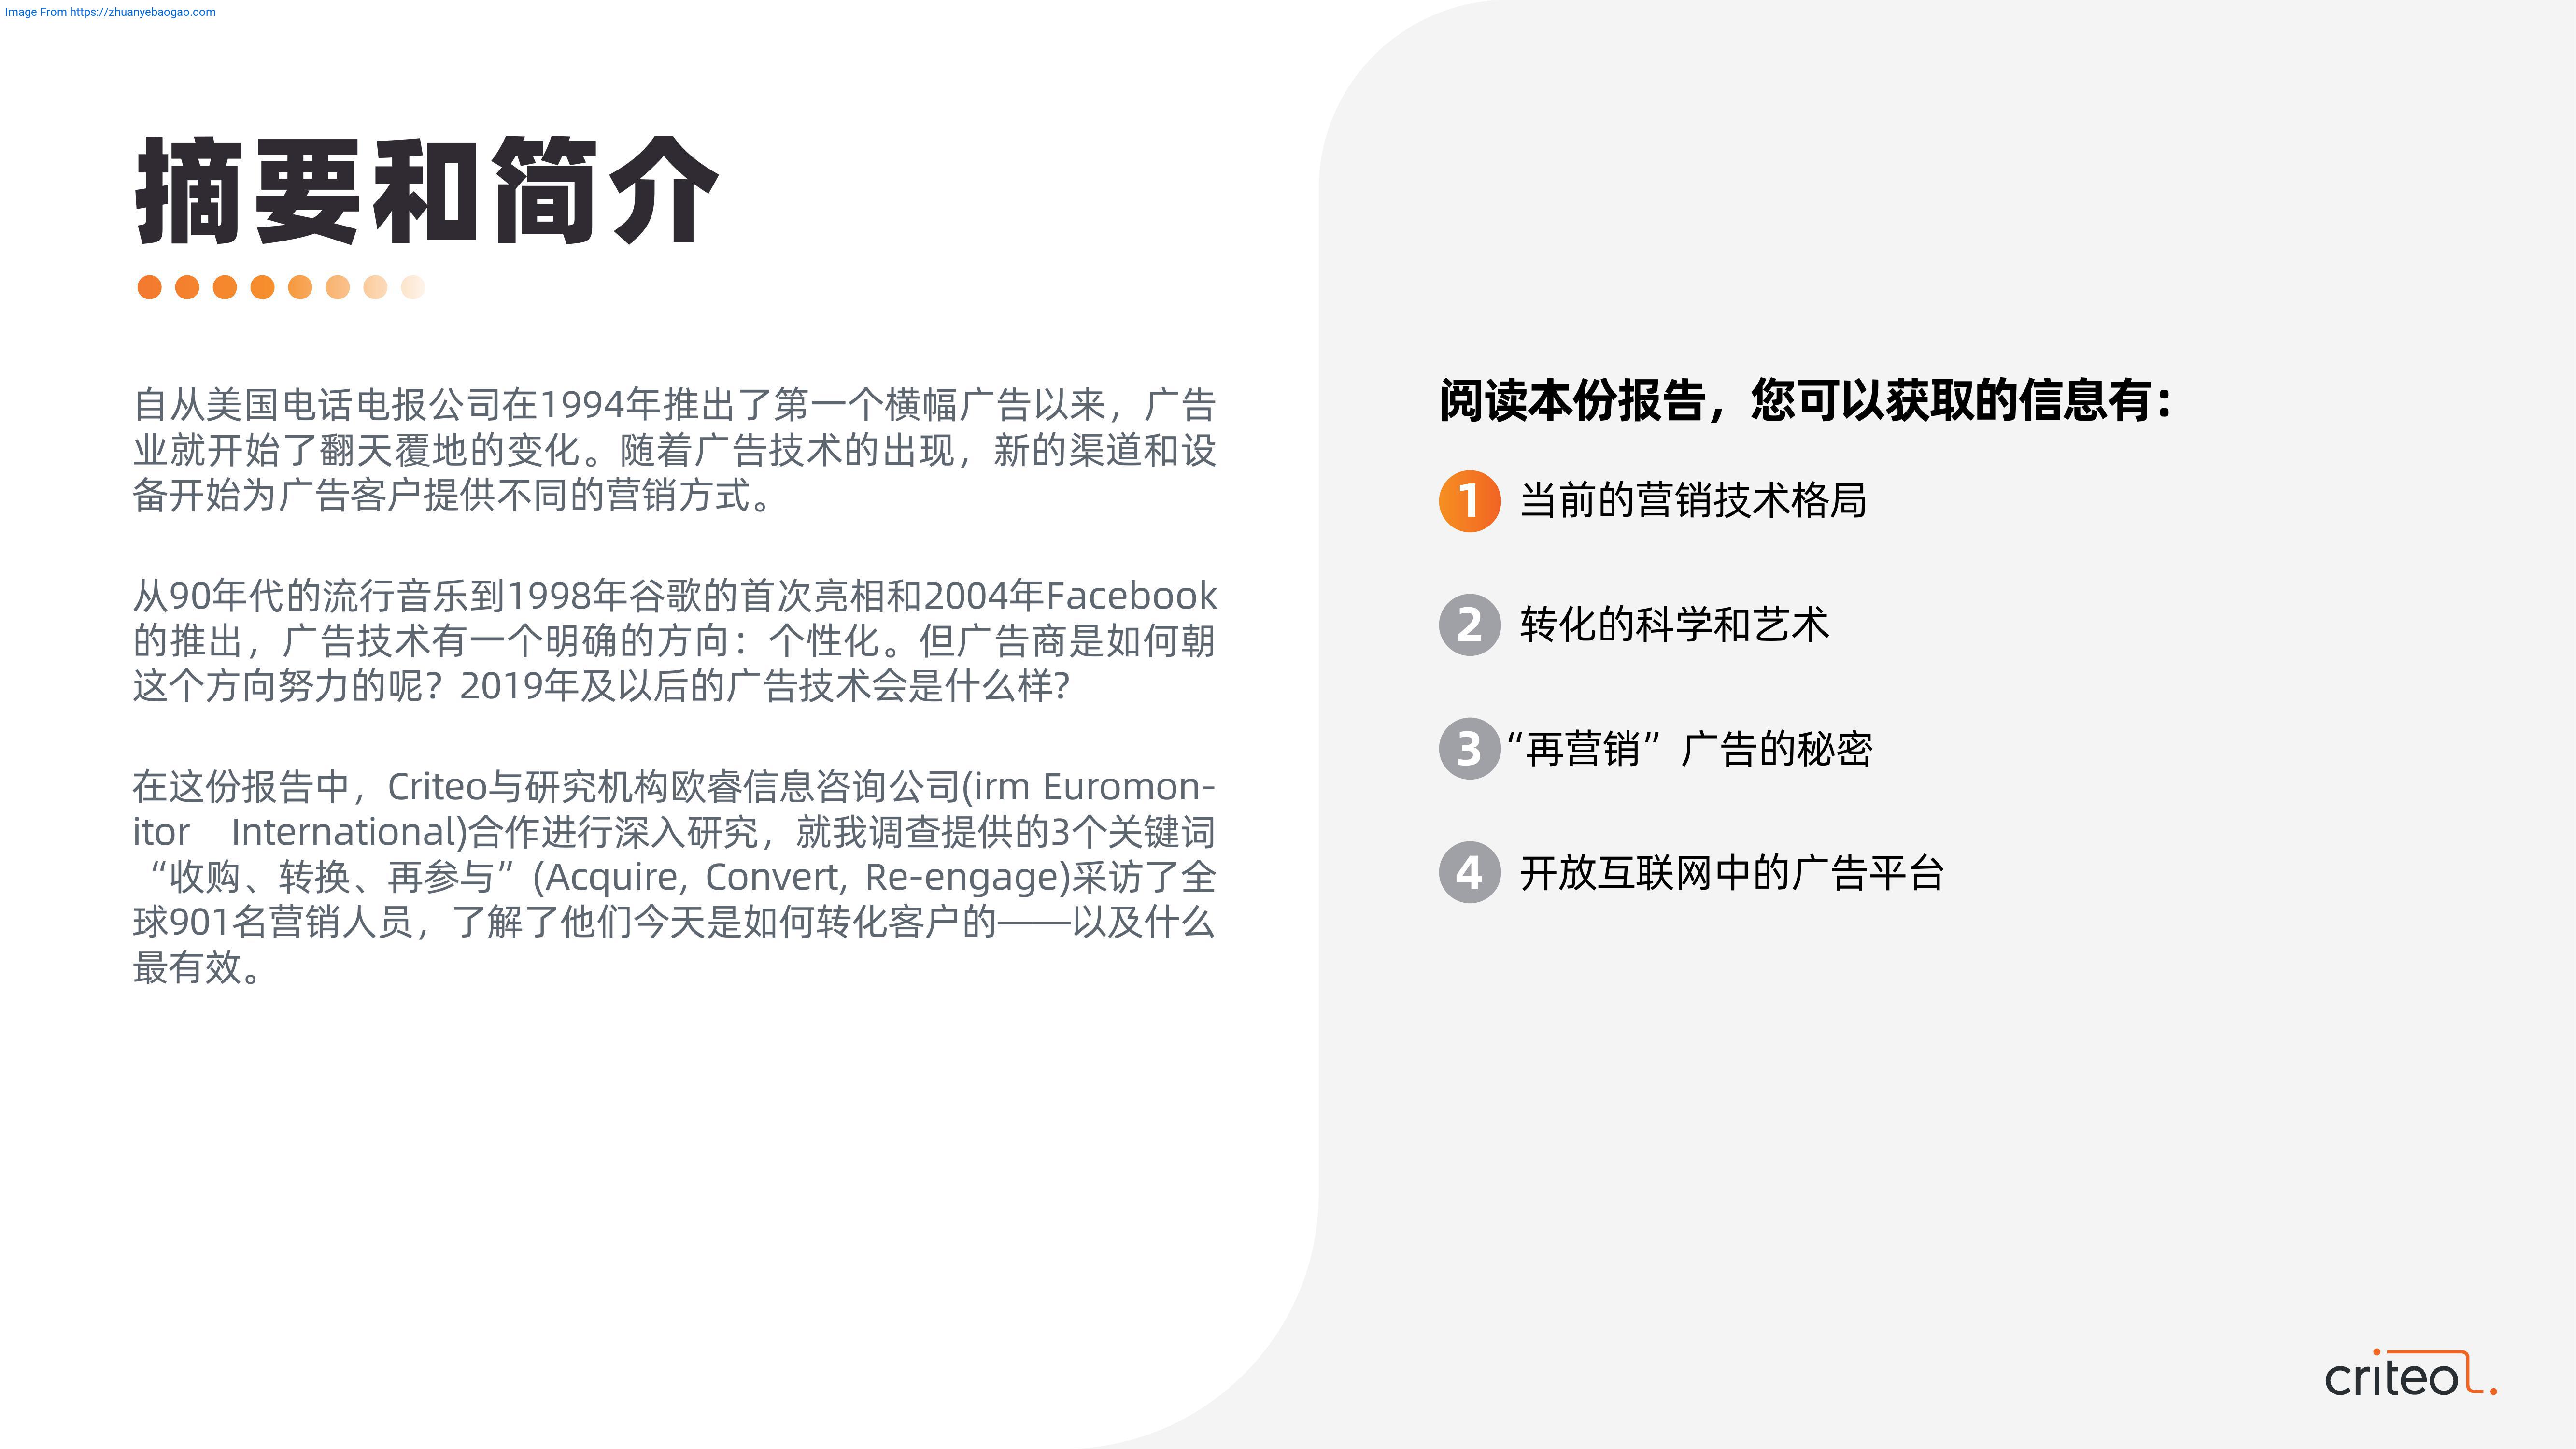 Image From https://zhuanyebaogao.com
摘要和简介
自从美国电话电报公司在1994年推出了第一个横幅广告以来，广告
业就开始了翻天覆地的变化。随着广告技术的出现，新的渠道和设
备开始为广告客户提供不同的营销方式。
从90年代的流行音乐到1998年谷歌的首次亮相和2004年Facebook
的推出，广告技术有一个明确的方向：个性化。但广告商是如何朝
这个方向努力的呢？2019年及以后的广告技术会是什么样?
在这份报告中，Criteo与研究机构欧睿信息咨询公司(irm Euromon-
itor International)合作进行深入研究，就我调查提供的3个关键词
“收购、转换、再参与”(Acquire, Convert, Re-engage)采访了全
球901名营销人员，了解了他们今天是如何转化客户的——以及什么
最有效。
阅读本份报告，您可以获取的信息有：
1 当前的营销技术格局
2 转化的科学和艺术
3 “再营销”广告的秘密
4 开放互联网中的广告平台
criteo